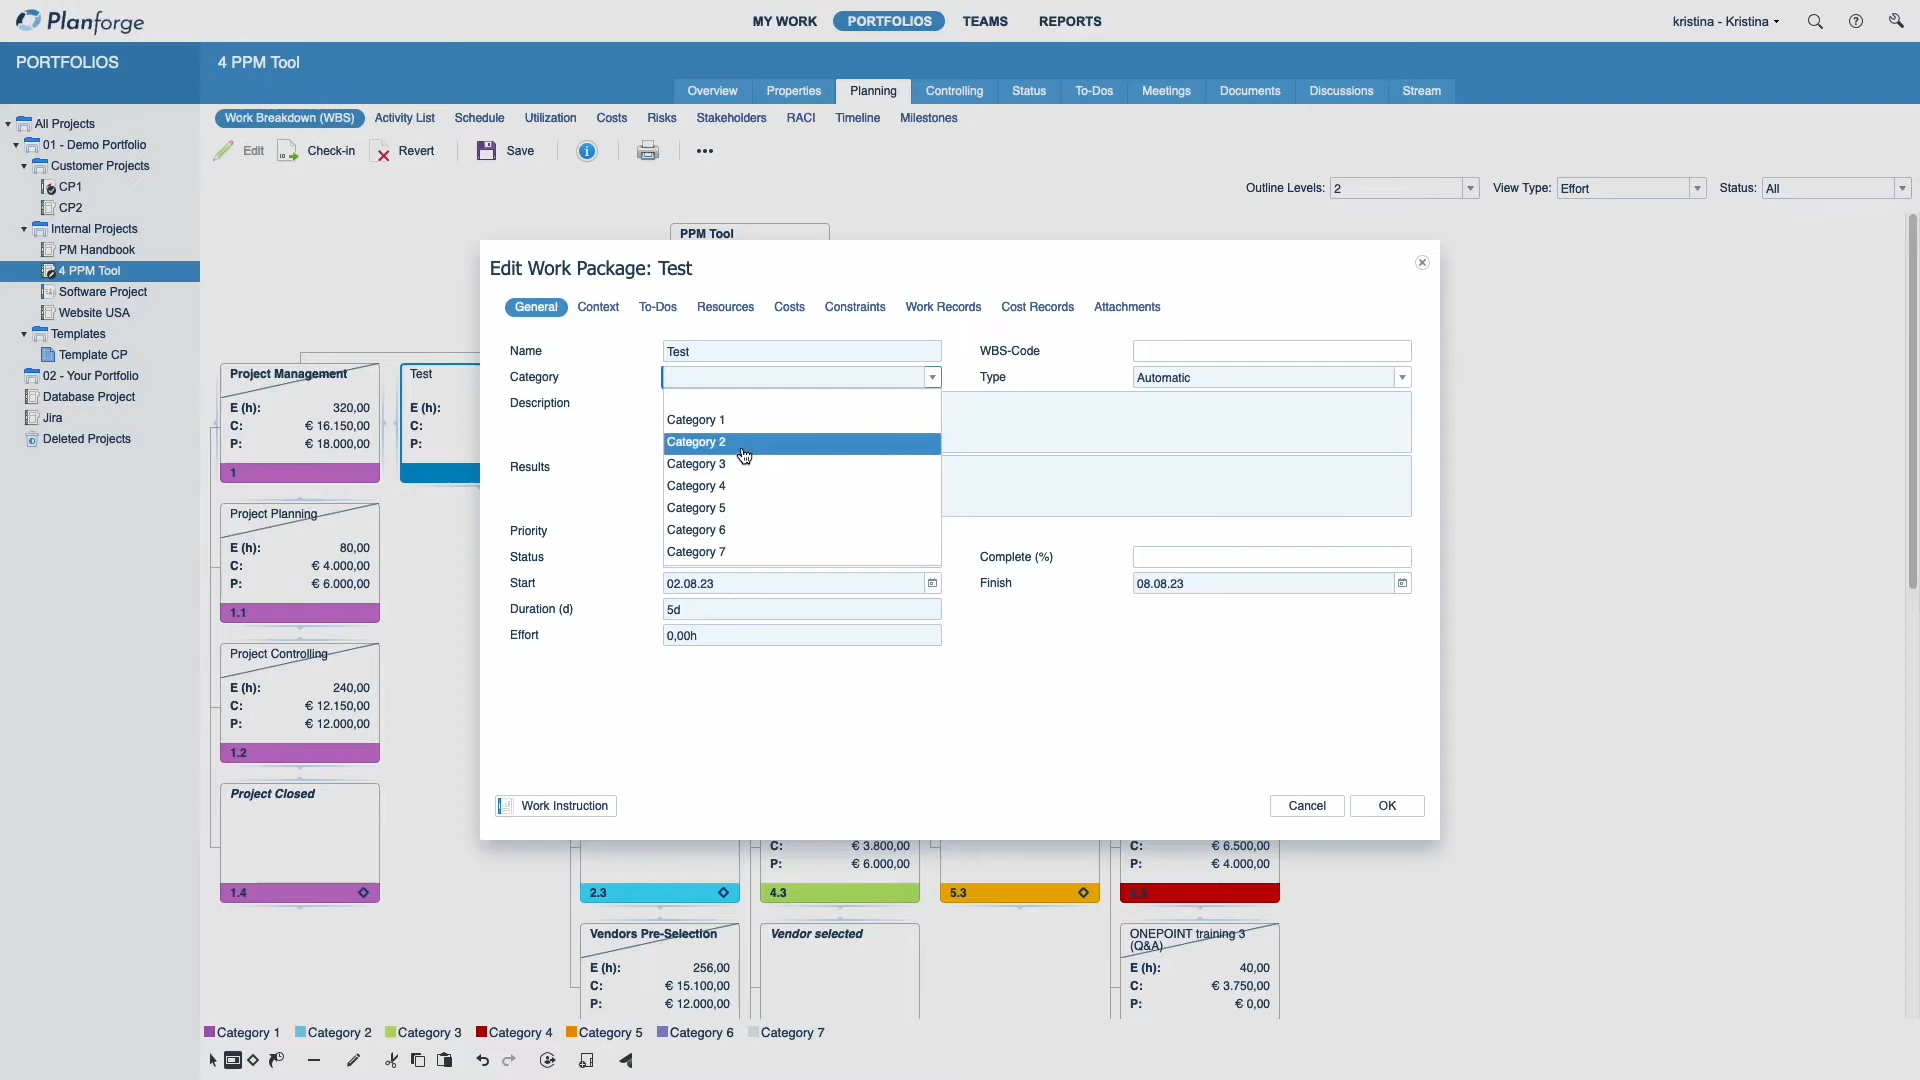 Planforge
MY WORK PORTFOLIOS TEAMS REPORTS
kristina - Kristina
PORTFOLIOS
4 PPM Tool
Overview Properties Planning Controlling Status To-Dos Meetings Documents Discussions Stream
All Projects
01 - Demo Portfolio
Customer Projects
CP1
CP2
Internal Projects
PM Handbook
4 PPM Tool
Software Project
Website USA
Templates
Template CP
02 - Your Portfolio
Database Project
Jira
Deleted Projects
Work Breakdown (WBS) Activity List Schedule Utilization Costs Risks Stakeholders RACI Timeline Milestones
Edit Check-in Revert Save
Outline Levels: 2 View Type: Effort Status: All
PPM Tool
Project Management
E (h): 320,00
C: € 16.150,00
P: € 18.000,00
1
Test
E (h):
C:
P:
Project Planning
E (h): 80,00
C: € 4.000,00
P: € 6.000,00
1.1
Project Controlling
E (h): 240,00
C: € 12.150,00
P: € 12.000,00
1.2
Project Closed
1.4
Edit Work Package: Test
General Context To-Dos Resources Costs Constraints Work Records Cost Records Attachments
Name Test WBS-Code
Category Type Automatic
Description
Category 1
Category 2
Category 3
Category 4
Category 5
Category 6
Category 7
Results
Priority
Status Complete (%)
Start 02.08.23 Finish 08.08.23
Duration (d) 5d
Effort 0,00h
Work Instruction Cancel OK
2.3
C: € 3.800,00
P: € 6.000,00
4.3
5.3
C: € 6.500,00
P: € 4.000,00
Vendors Pre-Selection
E (h): 256,00
C: € 15.100,00
P: € 12.000,00
Vendor selected
ONEPOINT training 3
(Q&A)
E (h): 40,00
C: € 3.750,00
P: € 0,00
Category 1 Category 2 Category 3 Category 4 Category 5 Category 6 Category 7